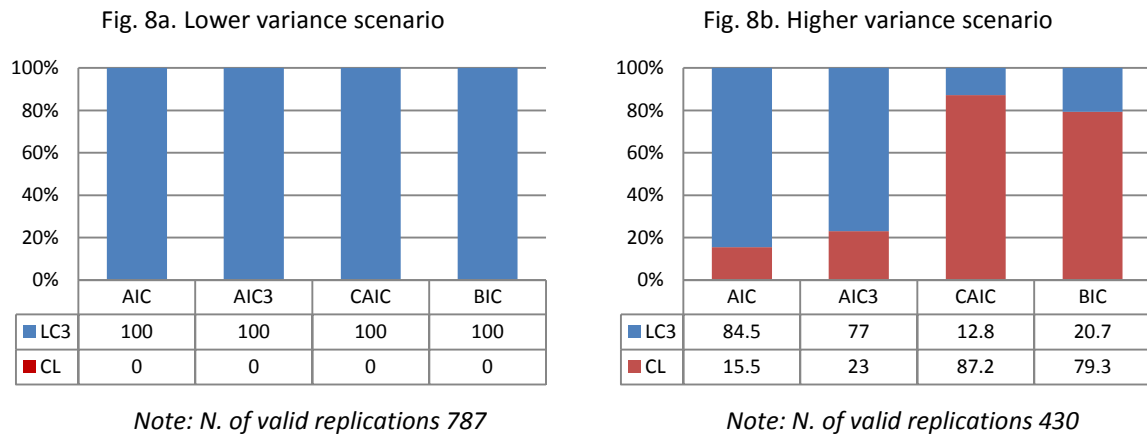 Fig. 8a. Lower variance scenario
100%
80%
60%
40%
20%
0%
AIC AIC3 CAIC BIC
LC3 100 100 100 100
CL 0 0 0 0
Note: N. of valid replications 787
Fig. 8b. Higher variance scenario
100%
80%
60%
40%
20%
0%
AIC AIC3 CAIC BIC
LC3 84.5 77 12.8 20.7
CL 15.5 23 87.2 79.3
Note: N. of valid replications 430